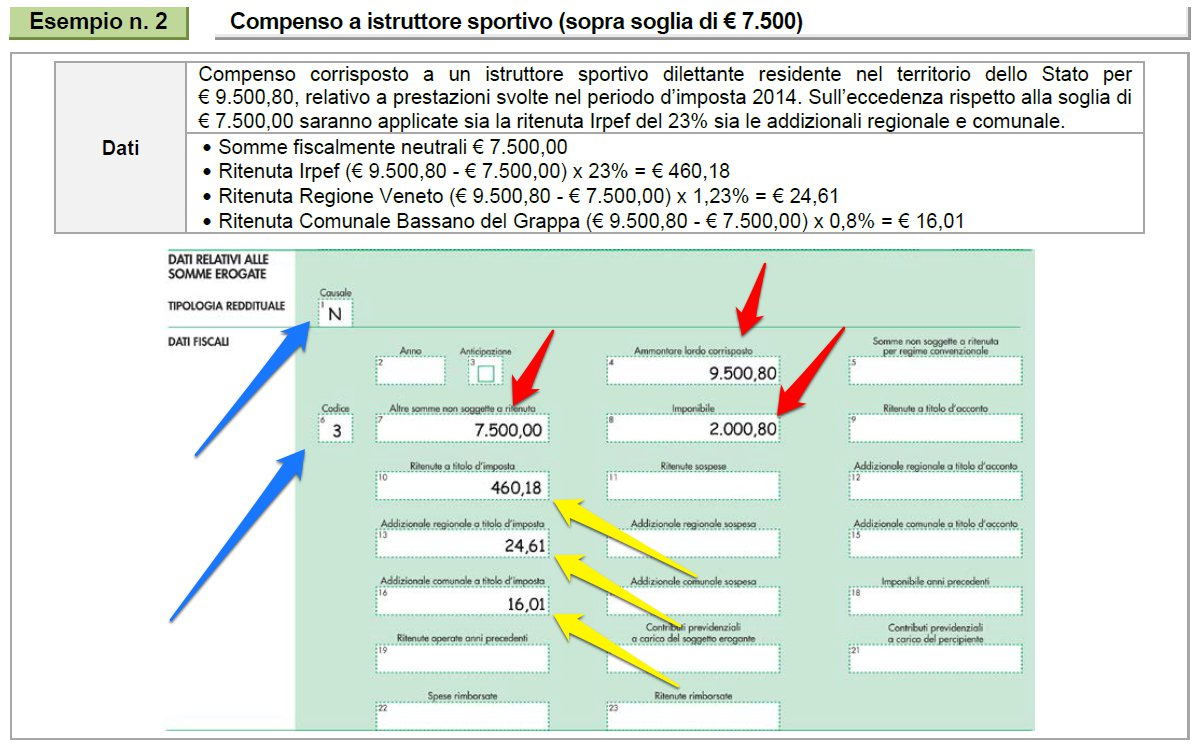 Esempio n. 2
Compenso a istruttore sportivo (sopra soglia di € 7.500)
Dati
Compenso corrisposto a un istruttore sportivo dilettante residente nel territorio dello Stato per
€ 9.500,80, relativo a prestazioni svolte nel periodo d’imposta 2014. Sull’eccedenza rispetto alla soglia di
€ 7.500,00 saranno applicate sia la ritenuta Irpef del 23% sia le addizionali regionale e comunale.
• Somme fiscalmente neutrali € 7.500,00
• Ritenuta Irpef (€ 9.500,80 - € 7.500,00) x 23% = € 460,18
• Ritenuta Regione Veneto (€ 9.500,80 - € 7.500,00) x 1,23% = € 24,61
• Ritenuta Comunale Bassano del Grappa (€ 9.500,80 - € 7.500,00) x 0,8% = € 16,01
DATI RELATIVI ALLE
SOMME EROGATE
TIPOLOGIA REDDITUALE
Causale
1 N
DATI FISCALI
Anno
2
Anticipazione
3
Ammontare lordo corrisposto
4 9.500,80
Somme non soggette a ritenuta
per regime convenzionale
5
Codice
6 3
Altre somme non soggette a ritenuta
7 7.500,00
Imponibile
8 2.000,80
Ritenute a titolo d’acconto
9
Ritenute a titolo d’imposta
10 460,18
Ritenute sospese
11
Addizionale regionale a titolo d’acconto
12
Addizionale regionale a titolo d’imposta
13 24,61
Addizionale regionale sospesa
Addizionale comunale a titolo d’acconto
15
Addizionale comunale a titolo d’imposta
16 16,01
Addizionale comunale sospesa
Imponibile anni precedenti
18
Ritenute operate anni precedenti
19
Contributi previdenziali
a carico del soggetto erogante
Contributi previdenziali
a carico del percipiente
21
Spese rimborsate
22
Ritenute rimborsate
23